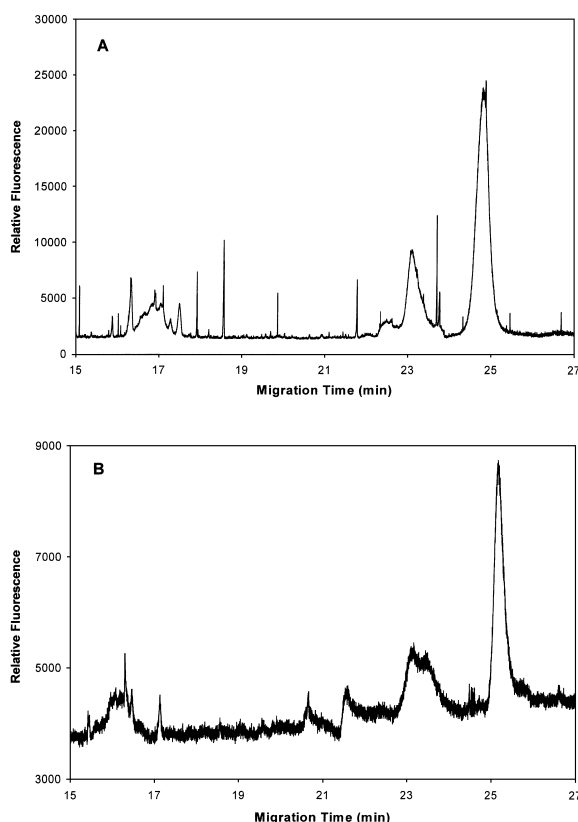 30000
A
25000
20000
15000
10000
5000
0
Relative Fluorescence
15 17 19 21 23 25 27
Migration Time (min)
9000
B
7000
5000
3000
Relative Fluorescence
15 17 19 21 23 25 27
Migration Time (min)